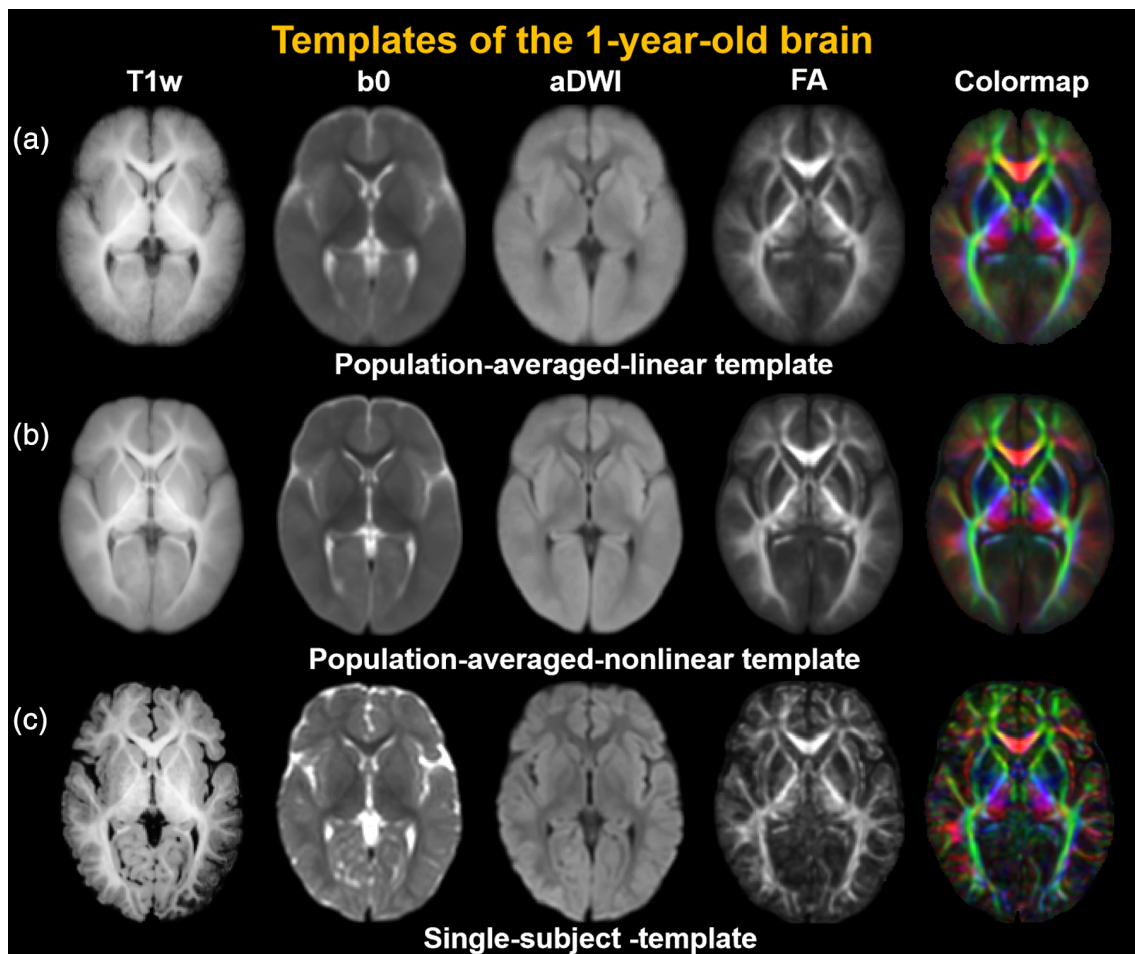 Templates of the 1-year-old brain
T1w b0 aDWI FA Colormap
(a)
Population-averaged-linear template
(b)
Population-averaged-nonlinear template
(c)
Single-subject -template